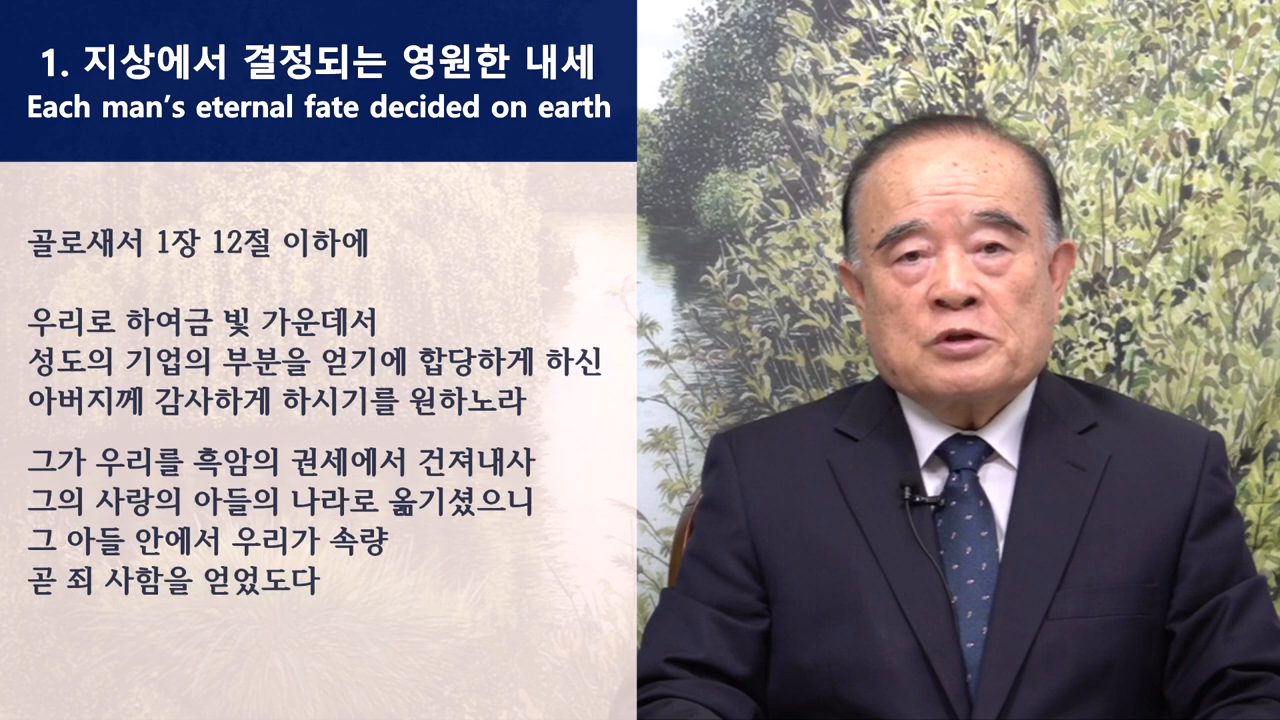 1. 지상에서 결정되는 영원한 내세
Each man's eternal fate decided on earth
골로새서 1장 12절 이하에
우리로 하여금 빛 가운데서
성도의 기업의 부분을 얻기에 합당하게 하신
아버지께 감사하게 하시기를 원하노라
그가 우리를 흑암의 권세에서 건져내사
그의 사랑의 아들의 나라로 옮기셨으니
그 아들 안에서 우리가 속량
곧 죄 사함을 얻었도다